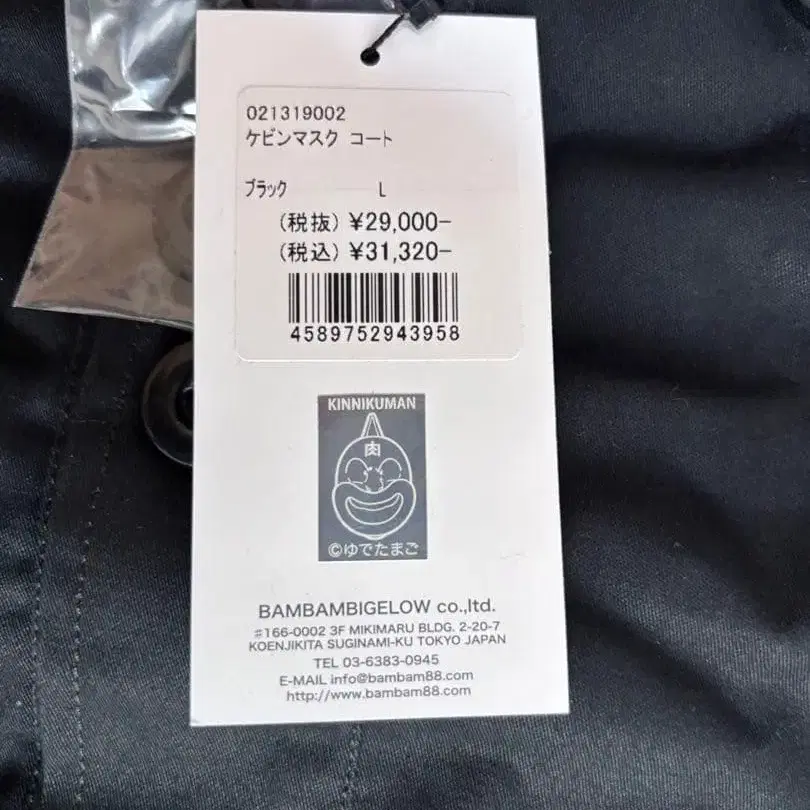 021319002
ケビンマスク コート
ブラック L
(税抜) ¥29,000-
(税込) ¥31,320-
4589752943958
KINNIKUMAN
肉
©ゆでたまご
BAMBAMBIGELOW co.,ltd.
#166-0002 3F MIKIMARU BLDG. 2-20-7
KOENJIKITA SUGINAMI-KU TOKYO JAPAN
TEL 03-6383-0945
E-MAIL info@bambam88.com
http://www.bambam88.com